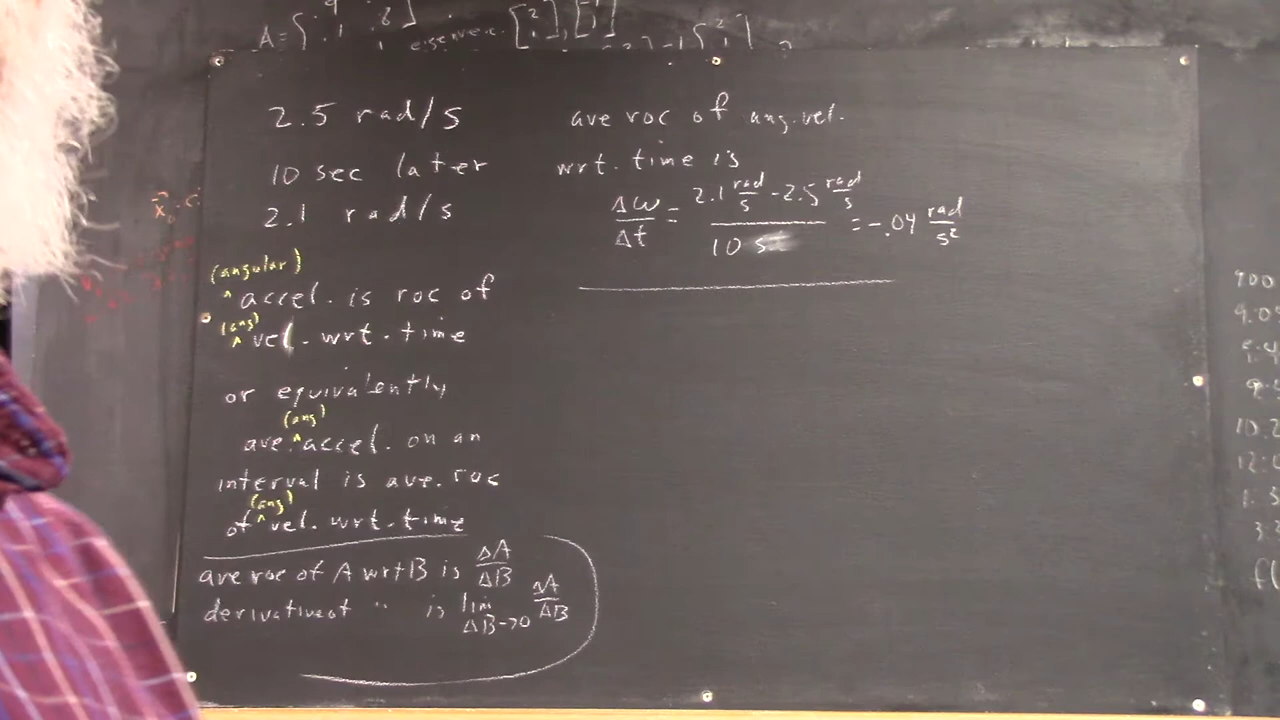 A=
2.5 rad/s
10 sec later
2.1 rad/s
(angular)
^ accel. is roc of
(ang)
^ vel. wrt. time
or equivalently
(ang)
ave. ^ accel. on an
interval is ave. roc
(ang)
of ^ vel. wrt. time
ave roc of A wrt B is ΔA/ΔB
derivative of " is lim ΔB→0 ΔA/ΔB
ave roc of ang. vel.
wrt. time is
Δω/Δt = (2.1 rad/s - 2.5 rad/s)/(10 s) = -.04 rad/s²
10.2
f(